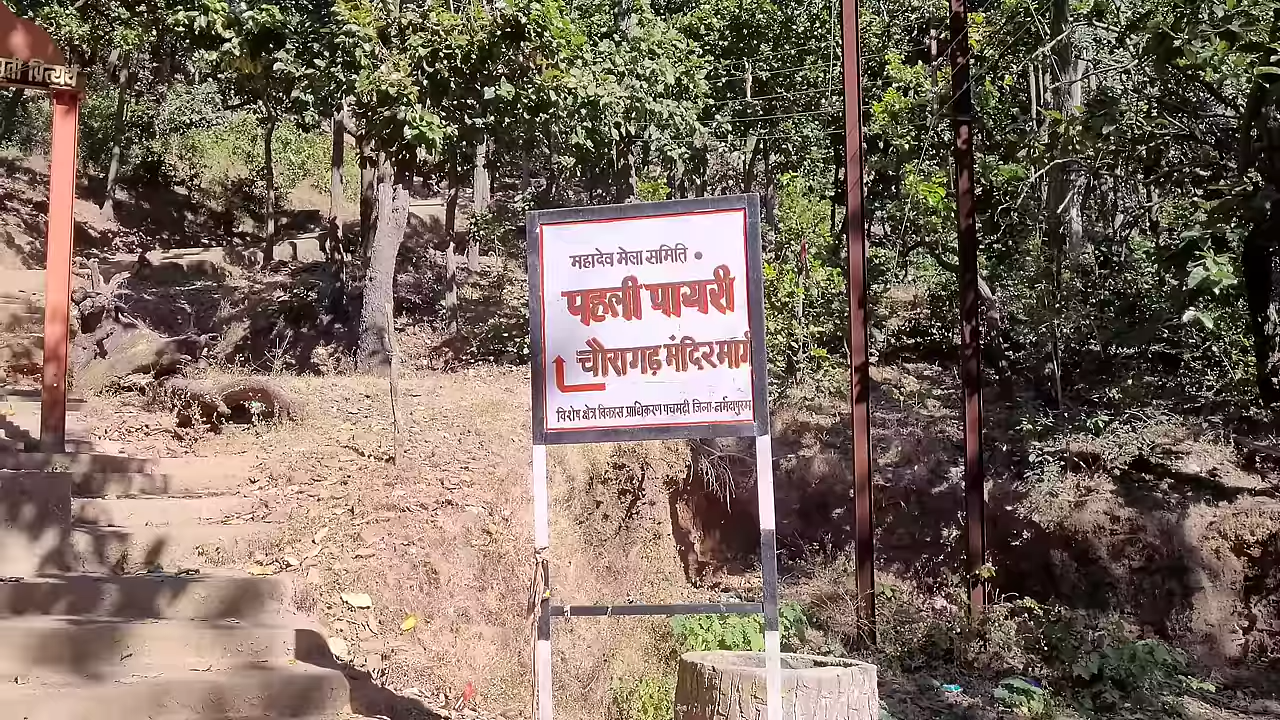 महादेव मेला समिति
पहली पायरी
चौरागढ़ मंदिर मार्ग
विशेष क्षेत्र विकास प्राधिकरण पचमढ़ी जिला-नर्मदापुरम